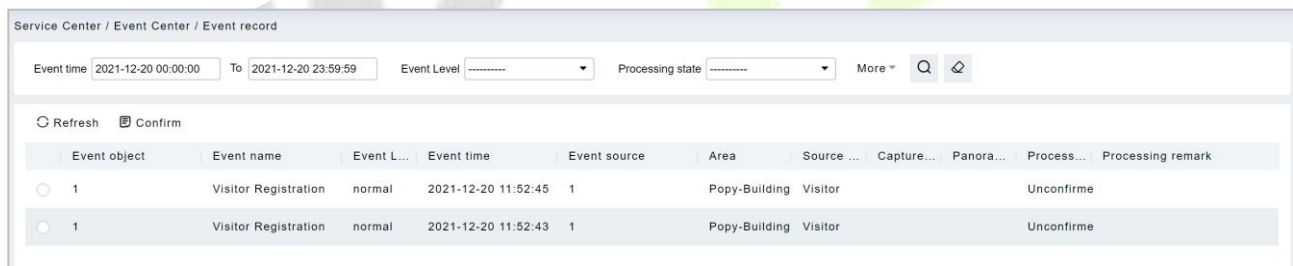 Service Center / Event Center / Event record
Event time 2021-12-20 00:00:00 To 2021-12-20 23:59:59 Event Level ---------- Processing state ---------- More
Refresh Confirm
Event object Event name Event L... Event time Event source Area Source ... Capture... Panora... Process... Processing remark
1 Visitor Registration normal 2021-12-20 11:52:45 1 Popy-Building Visitor Unconfirme
1 Visitor Registration normal 2021-12-20 11:52:43 1 Popy-Building Visitor Unconfirme